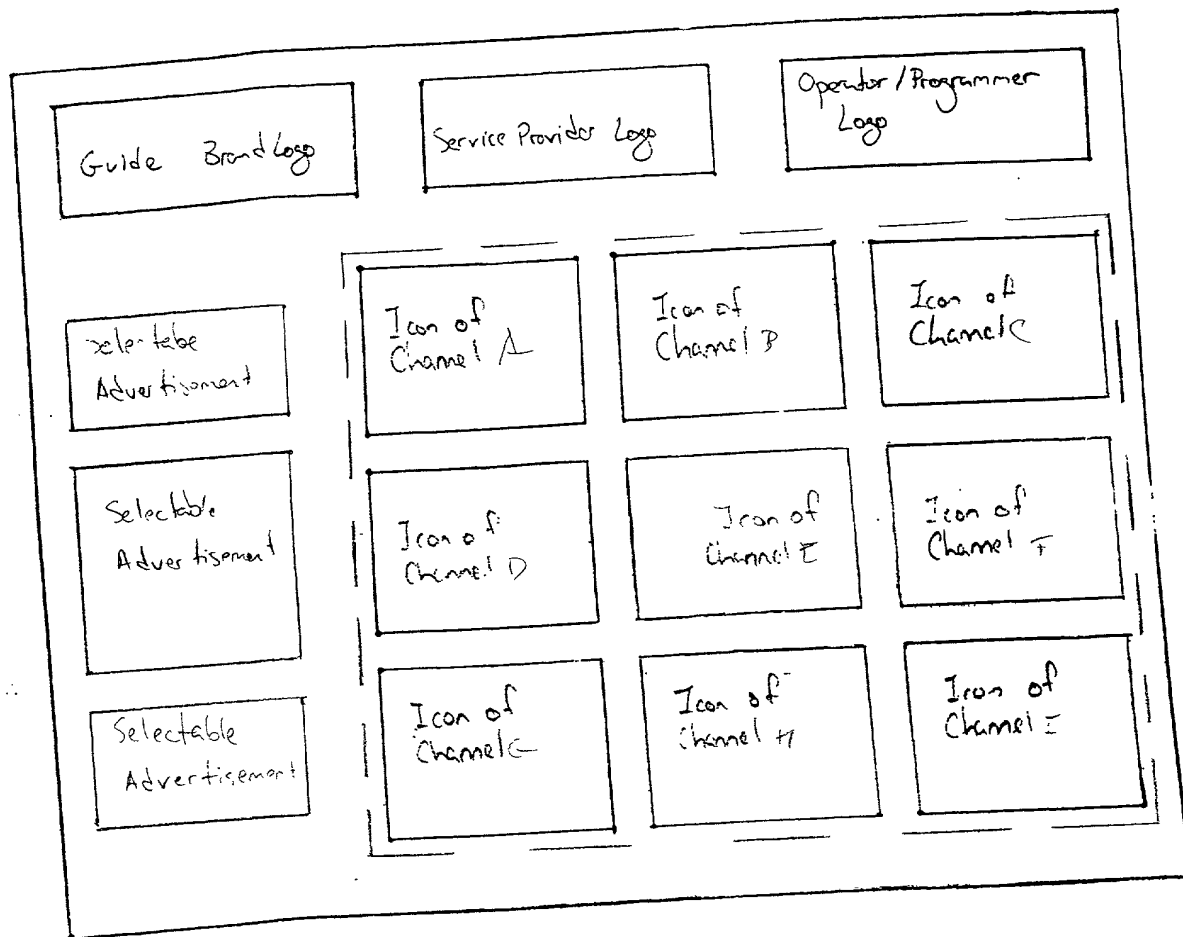 Guide Brand Logo
Service Provider Logo
Operator / Programmer
Logo
Selectable
Advertisement
Selectable
Advertisement
Selectable
Advertisement
Icon of
Channel A
Icon of
Channel B
Icon of
Channel C
Icon of
Channel D
Icon of
Channel E
Icon of
Channel F
Icon of
Channel G
Icon of
Channel H
Icon of
Channel I